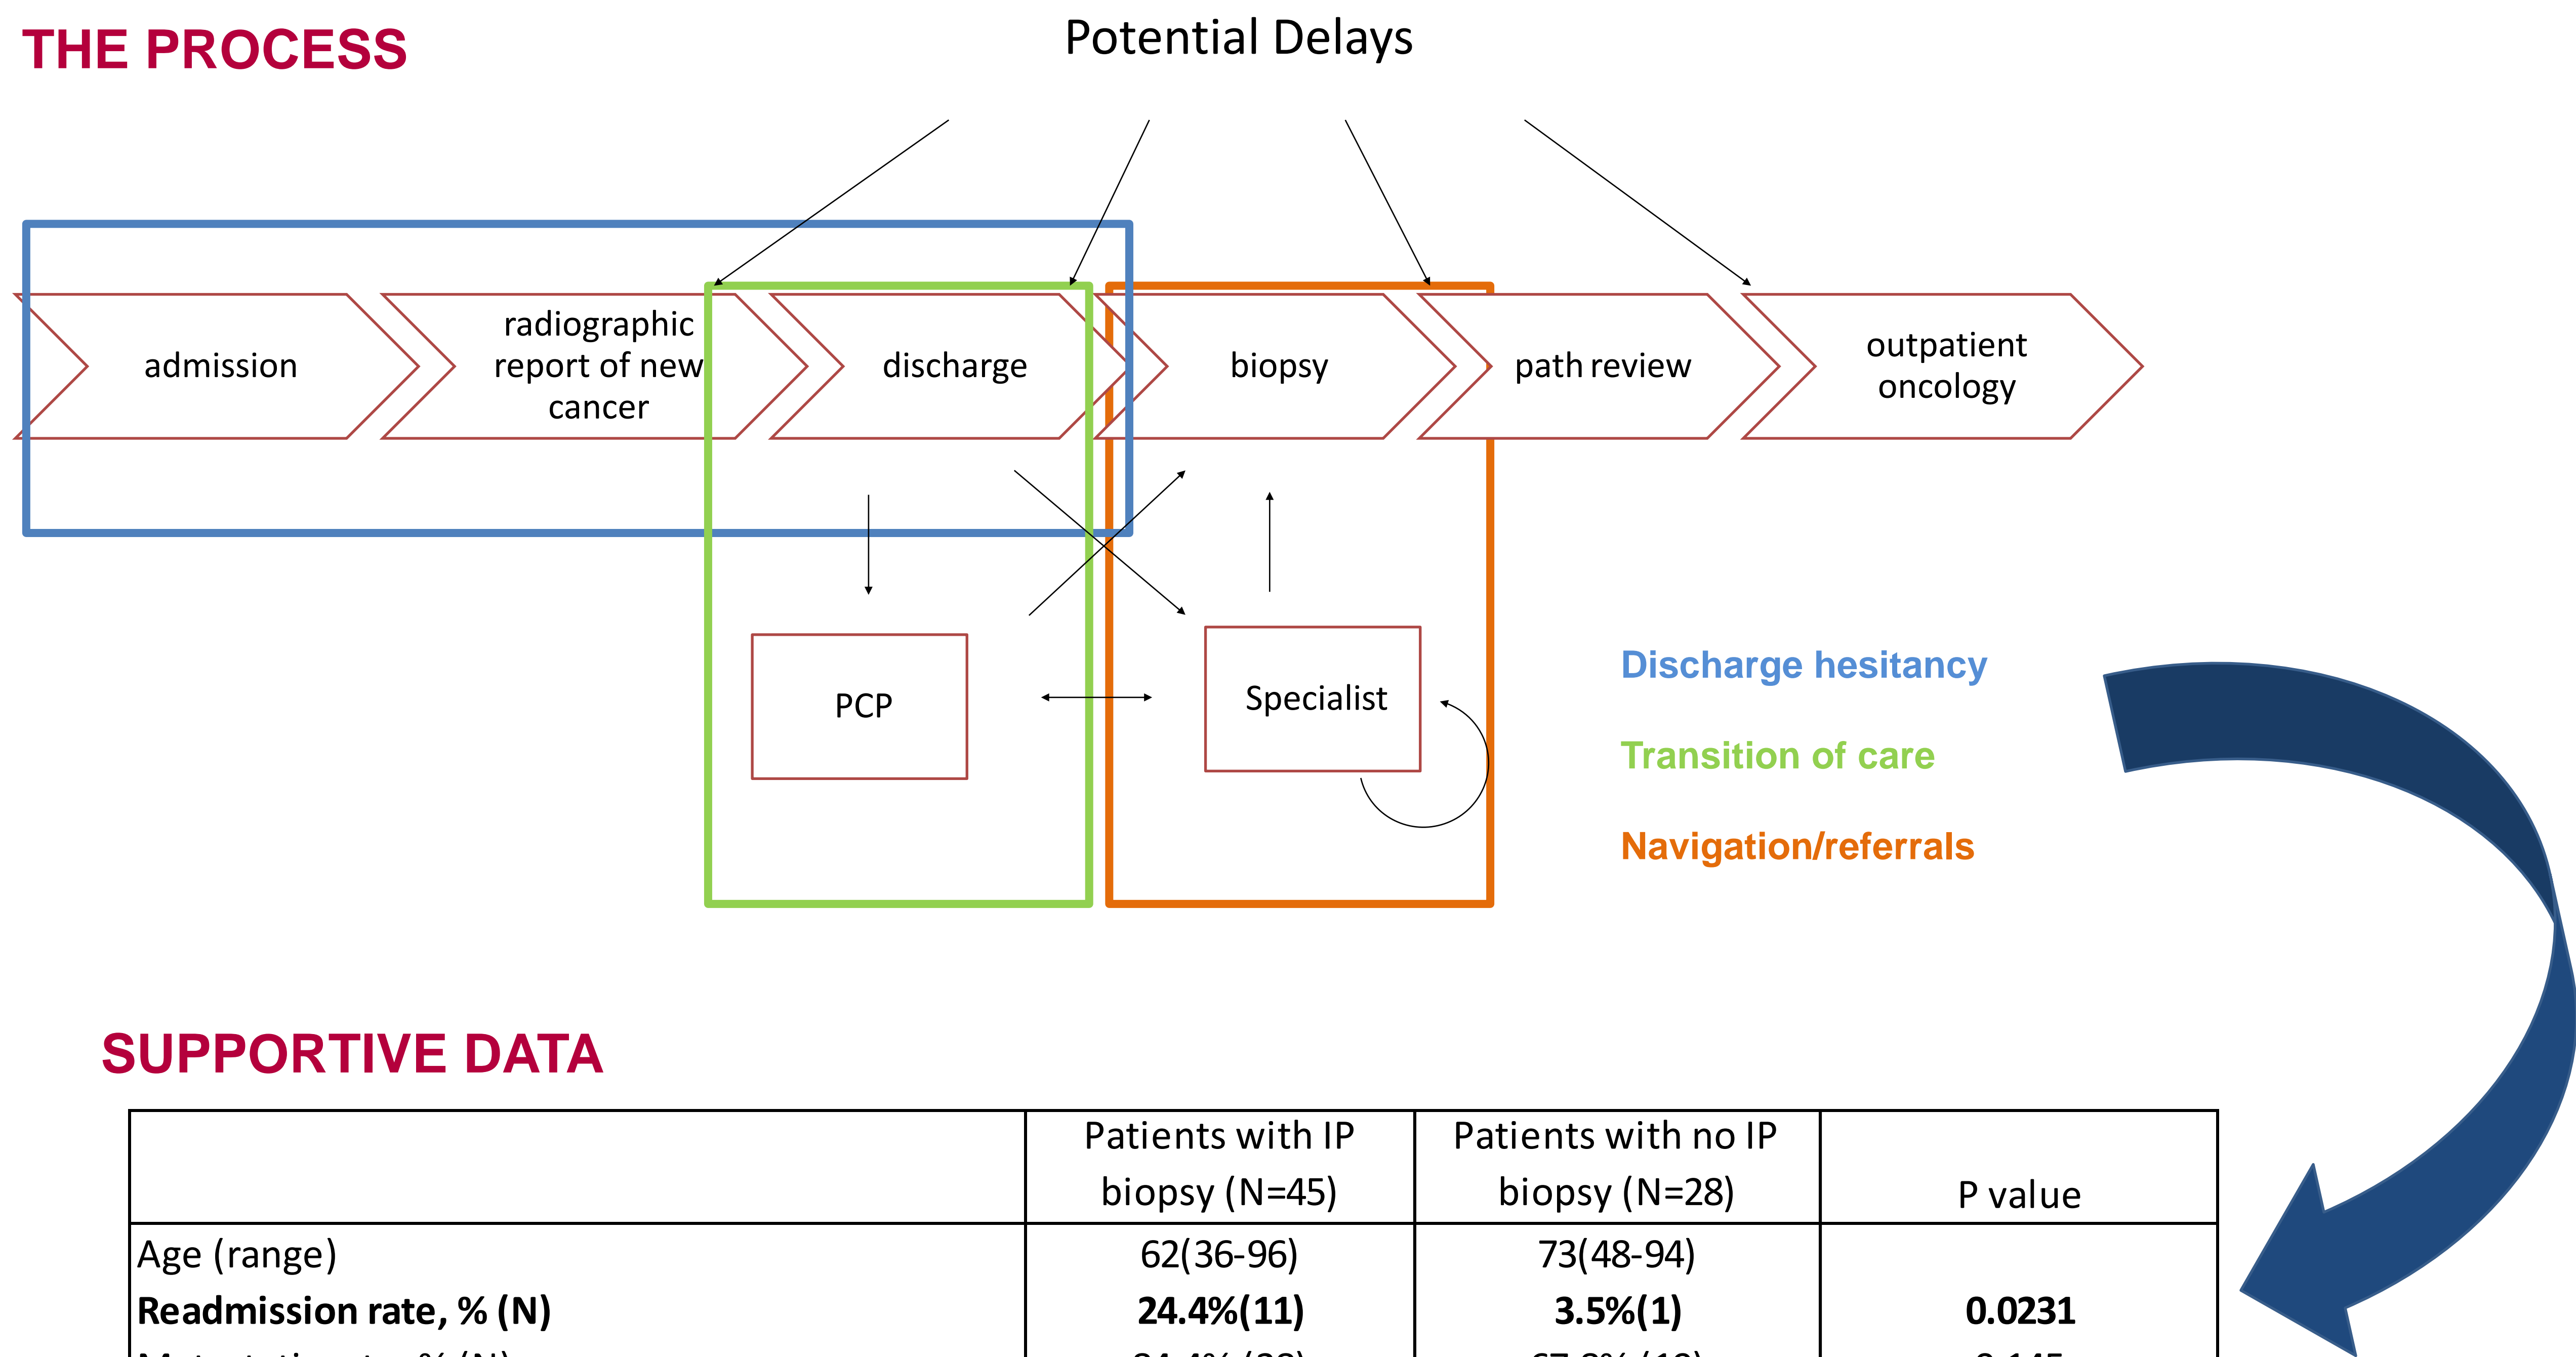 THE PROCESS
Potential Delays
admission
radiographic
report of new
cancer
discharge
biopsy
path review
outpatient
oncology
PCP
Specialist
Discharge hesitancy
Transition of care
Navigation/referrals
SUPPORTIVE DATA
Patients with IP
biopsy (N=45)
Patients with no IP
biopsy (N=28)
P value
Age (range) 62(36-96) 73(48-94)
Readmission rate, % (N) 24.4%(11) 3.5%(1) 0.0231